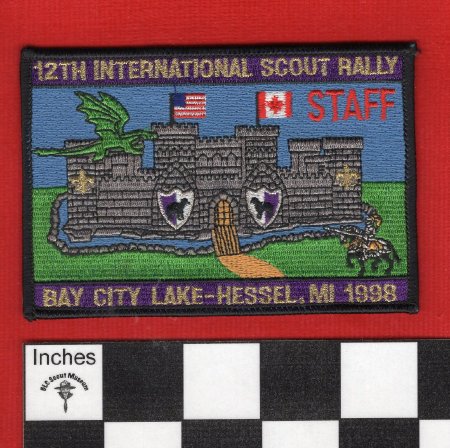 12TH INTERNATIONAL SCOUT RALLY
STAFF
BAY CITY LAKE-HESSEL, MI 1998
Inches